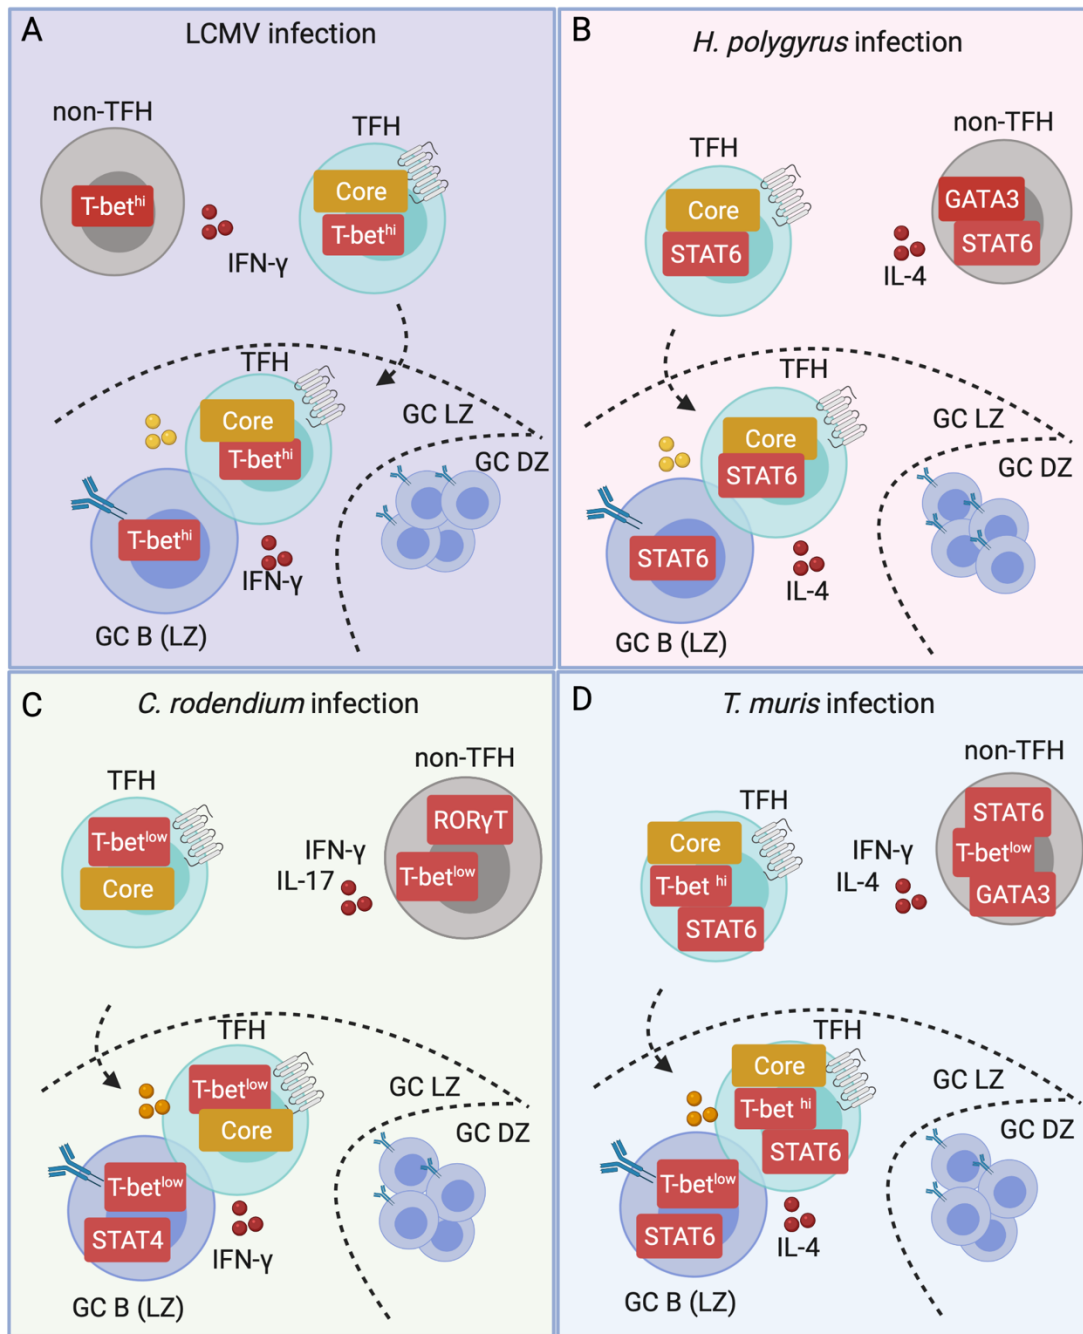 A
LCMV infection
non-TFH
TFH
T-bethi
Core
T-bethi
IFN-γ
TFH
Core
T-bethi
GC LZ
GC DZ
T-bethi
IFN-γ
GC B (LZ)
B
H. polygyrus infection
TFH
non-TFH
Core
STAT6
GATA3
STAT6
IL-4
TFH
Core
STAT6
GC LZ
GC DZ
STAT6
IL-4
GC B (LZ)
C
C. rodendium infection
TFH
non-TFH
T-betlow
Core
RORγT
T-betlow
IFN-γ
IL-17
TFH
T-betlow
Core
GC LZ
GC DZ
T-betlow
STAT4
IFN-γ
GC B (LZ)
D
T. muris infection
TFH
non-TFH
Core
T-bet hi
STAT6
IFN-γ
IL-4
STAT6
T-betlow
GATA3
TFH
Core
T-bet hi
STAT6
GC LZ
GC DZ
T-betlow
STAT6
IL-4
GC B (LZ)